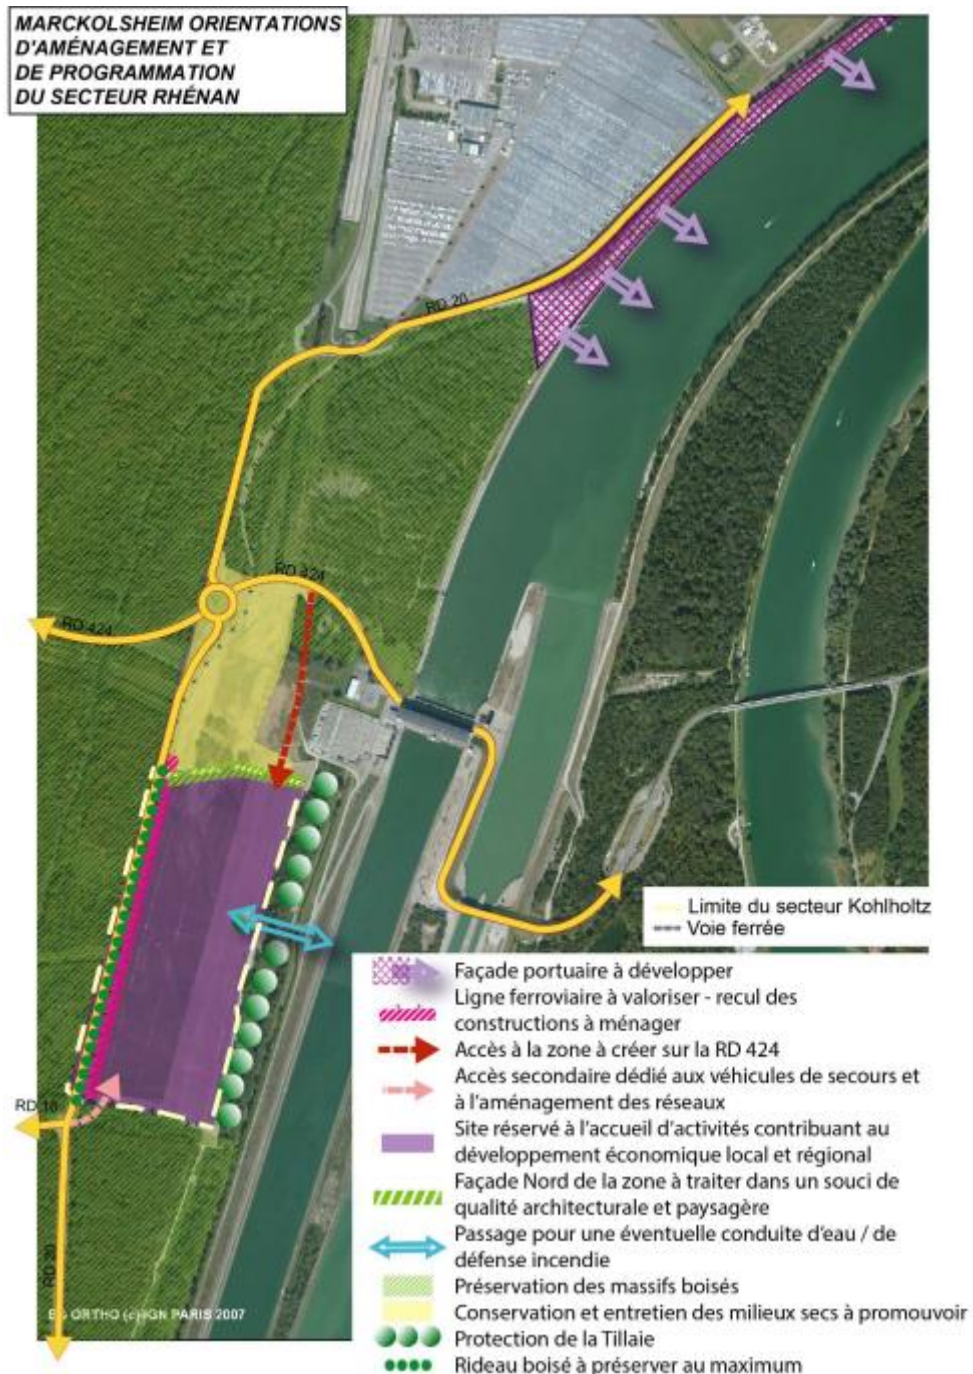 MARCKOLSHEIM ORIENTATIONS
D'AMÉNAGEMENT ET
DE PROGRAMMATION
DU SECTEUR RHÉNAN
RD 20
RD 424
RD 424
RD 10
RD 20
Limite du secteur Kohlholtz
Voie ferrée
Façade portuaire à développer
Ligne ferroviaire à valoriser - recul des
constructions à ménager
Accès à la zone à créer sur la RD 424
Accès secondaire dédié aux véhicules de secours et
à l'aménagement des réseaux
Site réservé à l'accueil d'activités contribuant au
développement économique local et régional
Façade Nord de la zone à traiter dans un souci de
qualité architecturale et paysagère
Passage pour une éventuelle conduite d'eau / de
défense incendie
Préservation des massifs boisés
Conservation et entretien des milieux secs à promouvoir
Protection de la Tillaie
Rideau boisé à préserver au maximum
ORTHO (c)IGN PARIS 2007